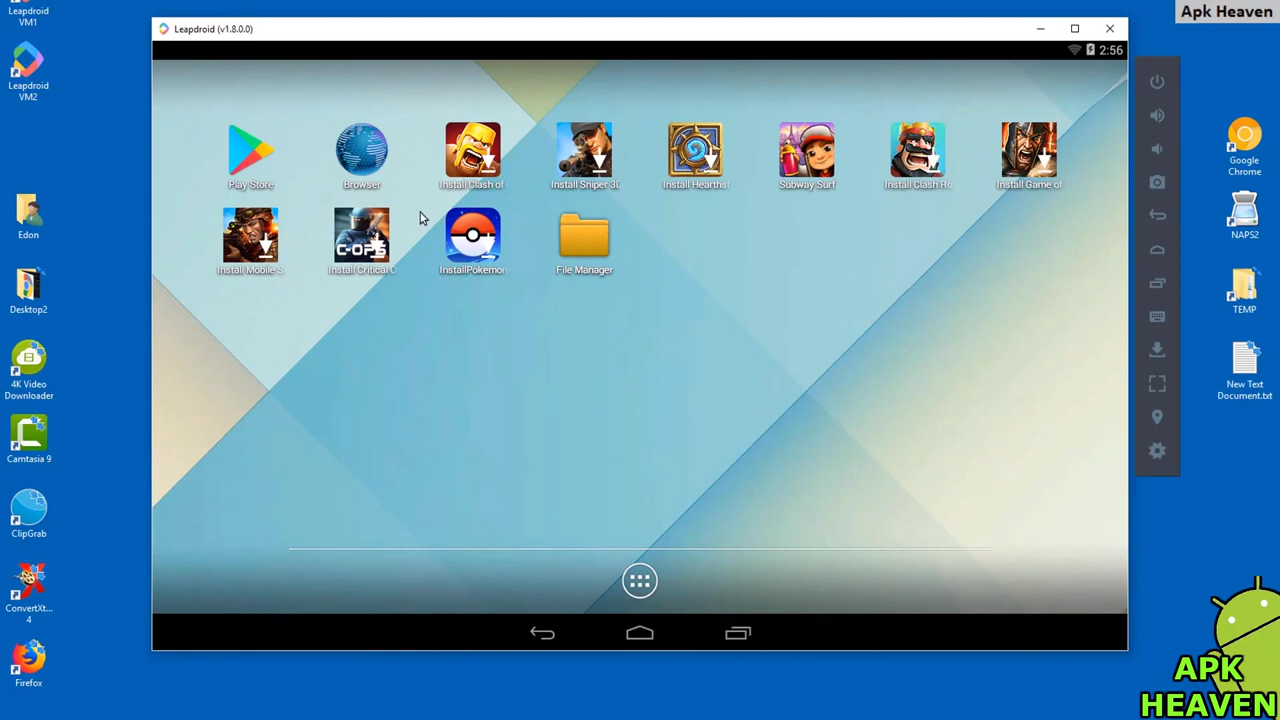 Leapdroid
VM1
Leapdroid
VM2
Edon
Desktop2
4K Video
Downloader
Camtasia 9
ClipGrab
ConvertXt...
4
Firefox
Leapdroid (v1.8.0.0)
2:56
Play Store
Browser
Install Clash of
Install Sniper 3D
Install Hearths
Subway Surf
Install Clash Ro
Install Game of
Install Mobile S
C-OPS
Install Critical O
InstallPokemon
File Manager
Apk Heaven
Google
Chrome
NAPS2
TEMP
New Text
Document.txt
APK
HEAVEN